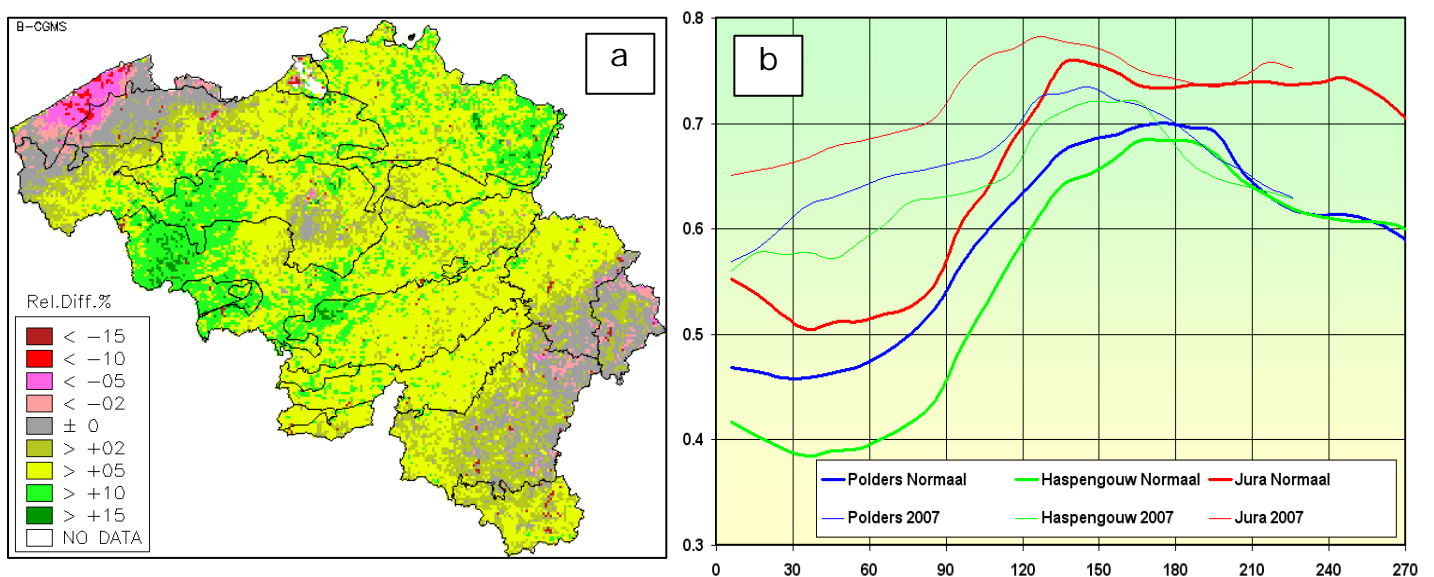 B-CGMS
a
Rel.Diff.%
< -15
< -10
< -05
< -02
± 0
> +02
> +05
> +10
> +15
NO DATA
b
0.8
0.7
0.6
0.5
0.4
0.3
Polders Normaal Haspengouw Normaal Jura Normaal
Polders 2007 Haspengouw 2007 Jura 2007
0 30 60 90 120 150 180 210 240 270